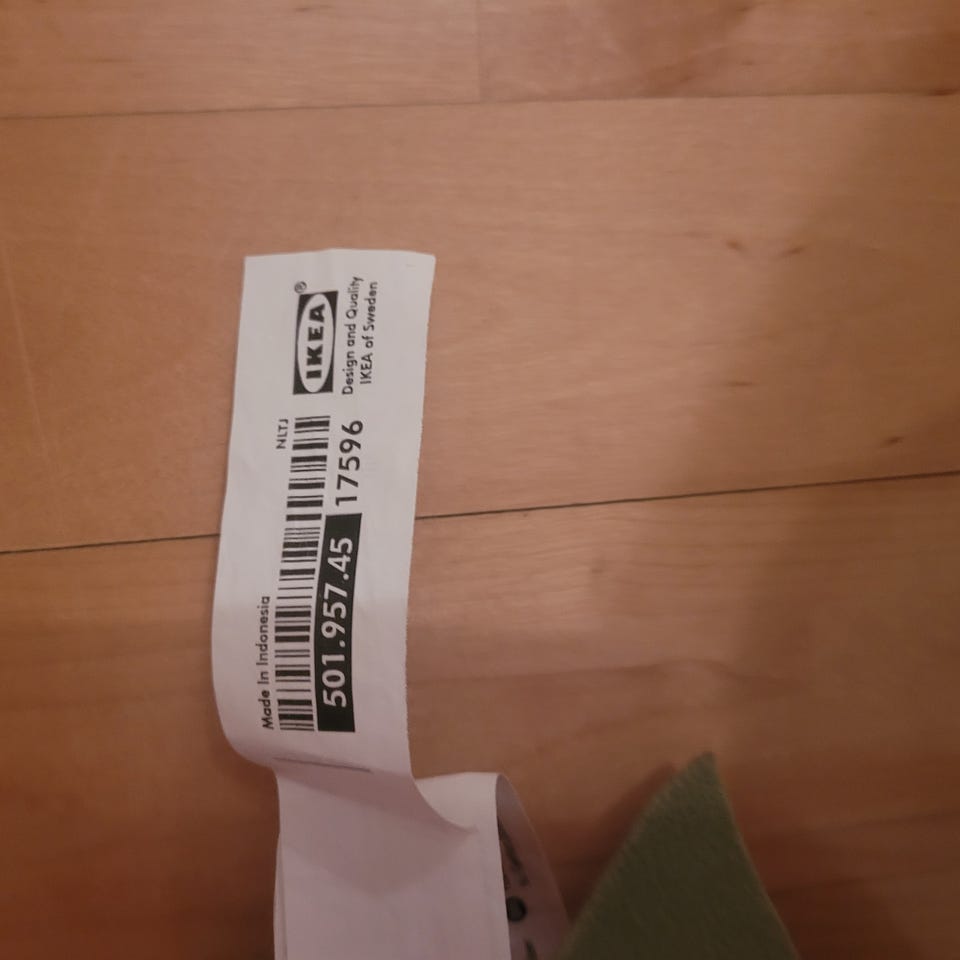 IKEA®
Design and Quality
IKEA of Sweden
Made in Indonesia
NLTJ
501.957.45 17596